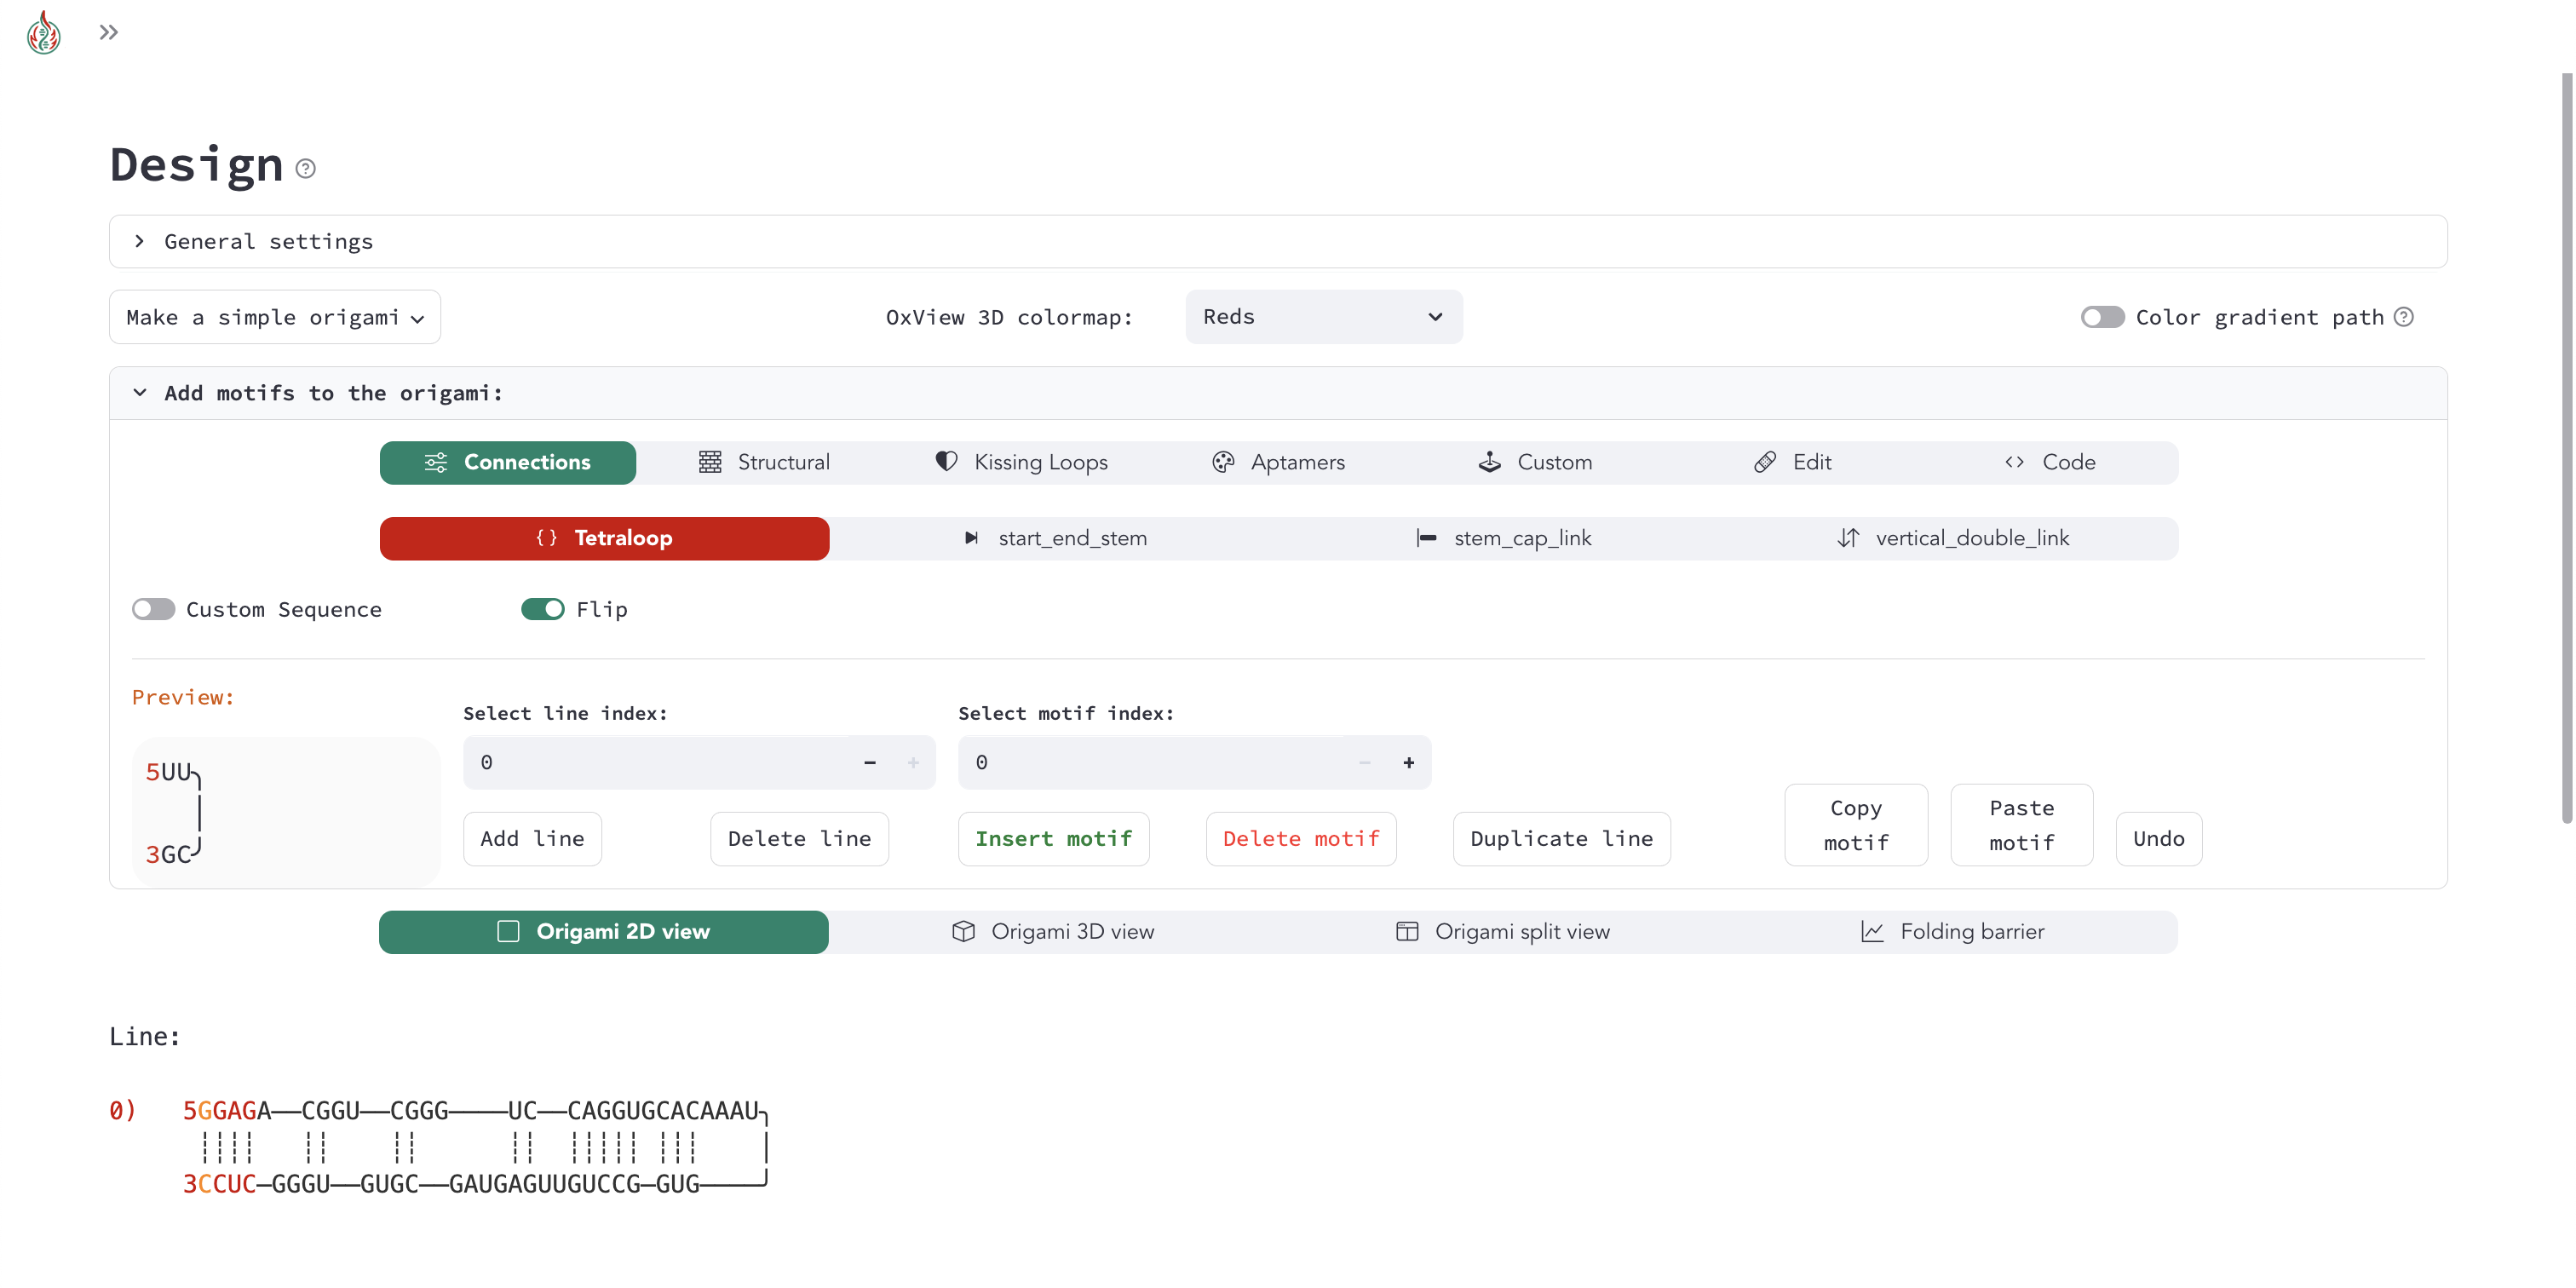 Design
General settings
Make a simple origami
OxView 3D colormap:
Reds
Color gradient path
Add motifs to the origami:
Connections Structural Kissing Loops Aptamers Custom Edit Code
Tetraloop start_end_stem stem_cap_link vertical_double_link
Custom Sequence Flip
Preview:
5UU╮
3GC╯
Select line index:
0
Select motif index:
0
Add line
Delete line
Insert motif
Delete motif
Duplicate line
Copy motif
Paste motif
Undo
Origami 2D view Origami 3D view Origami split view Folding barrier
Line:
0) 5GGAGA──CGGU──CGGG────UC──CAGGUGCACAAAU╮
┊┊┊┊ ┊┊ ┊┊ ┊┊ ┊┊┊┊┊ ┊┊┊ │
3CCUC─GGGU──GUGC──GAUGAGUUGUCCG─GUG────╯